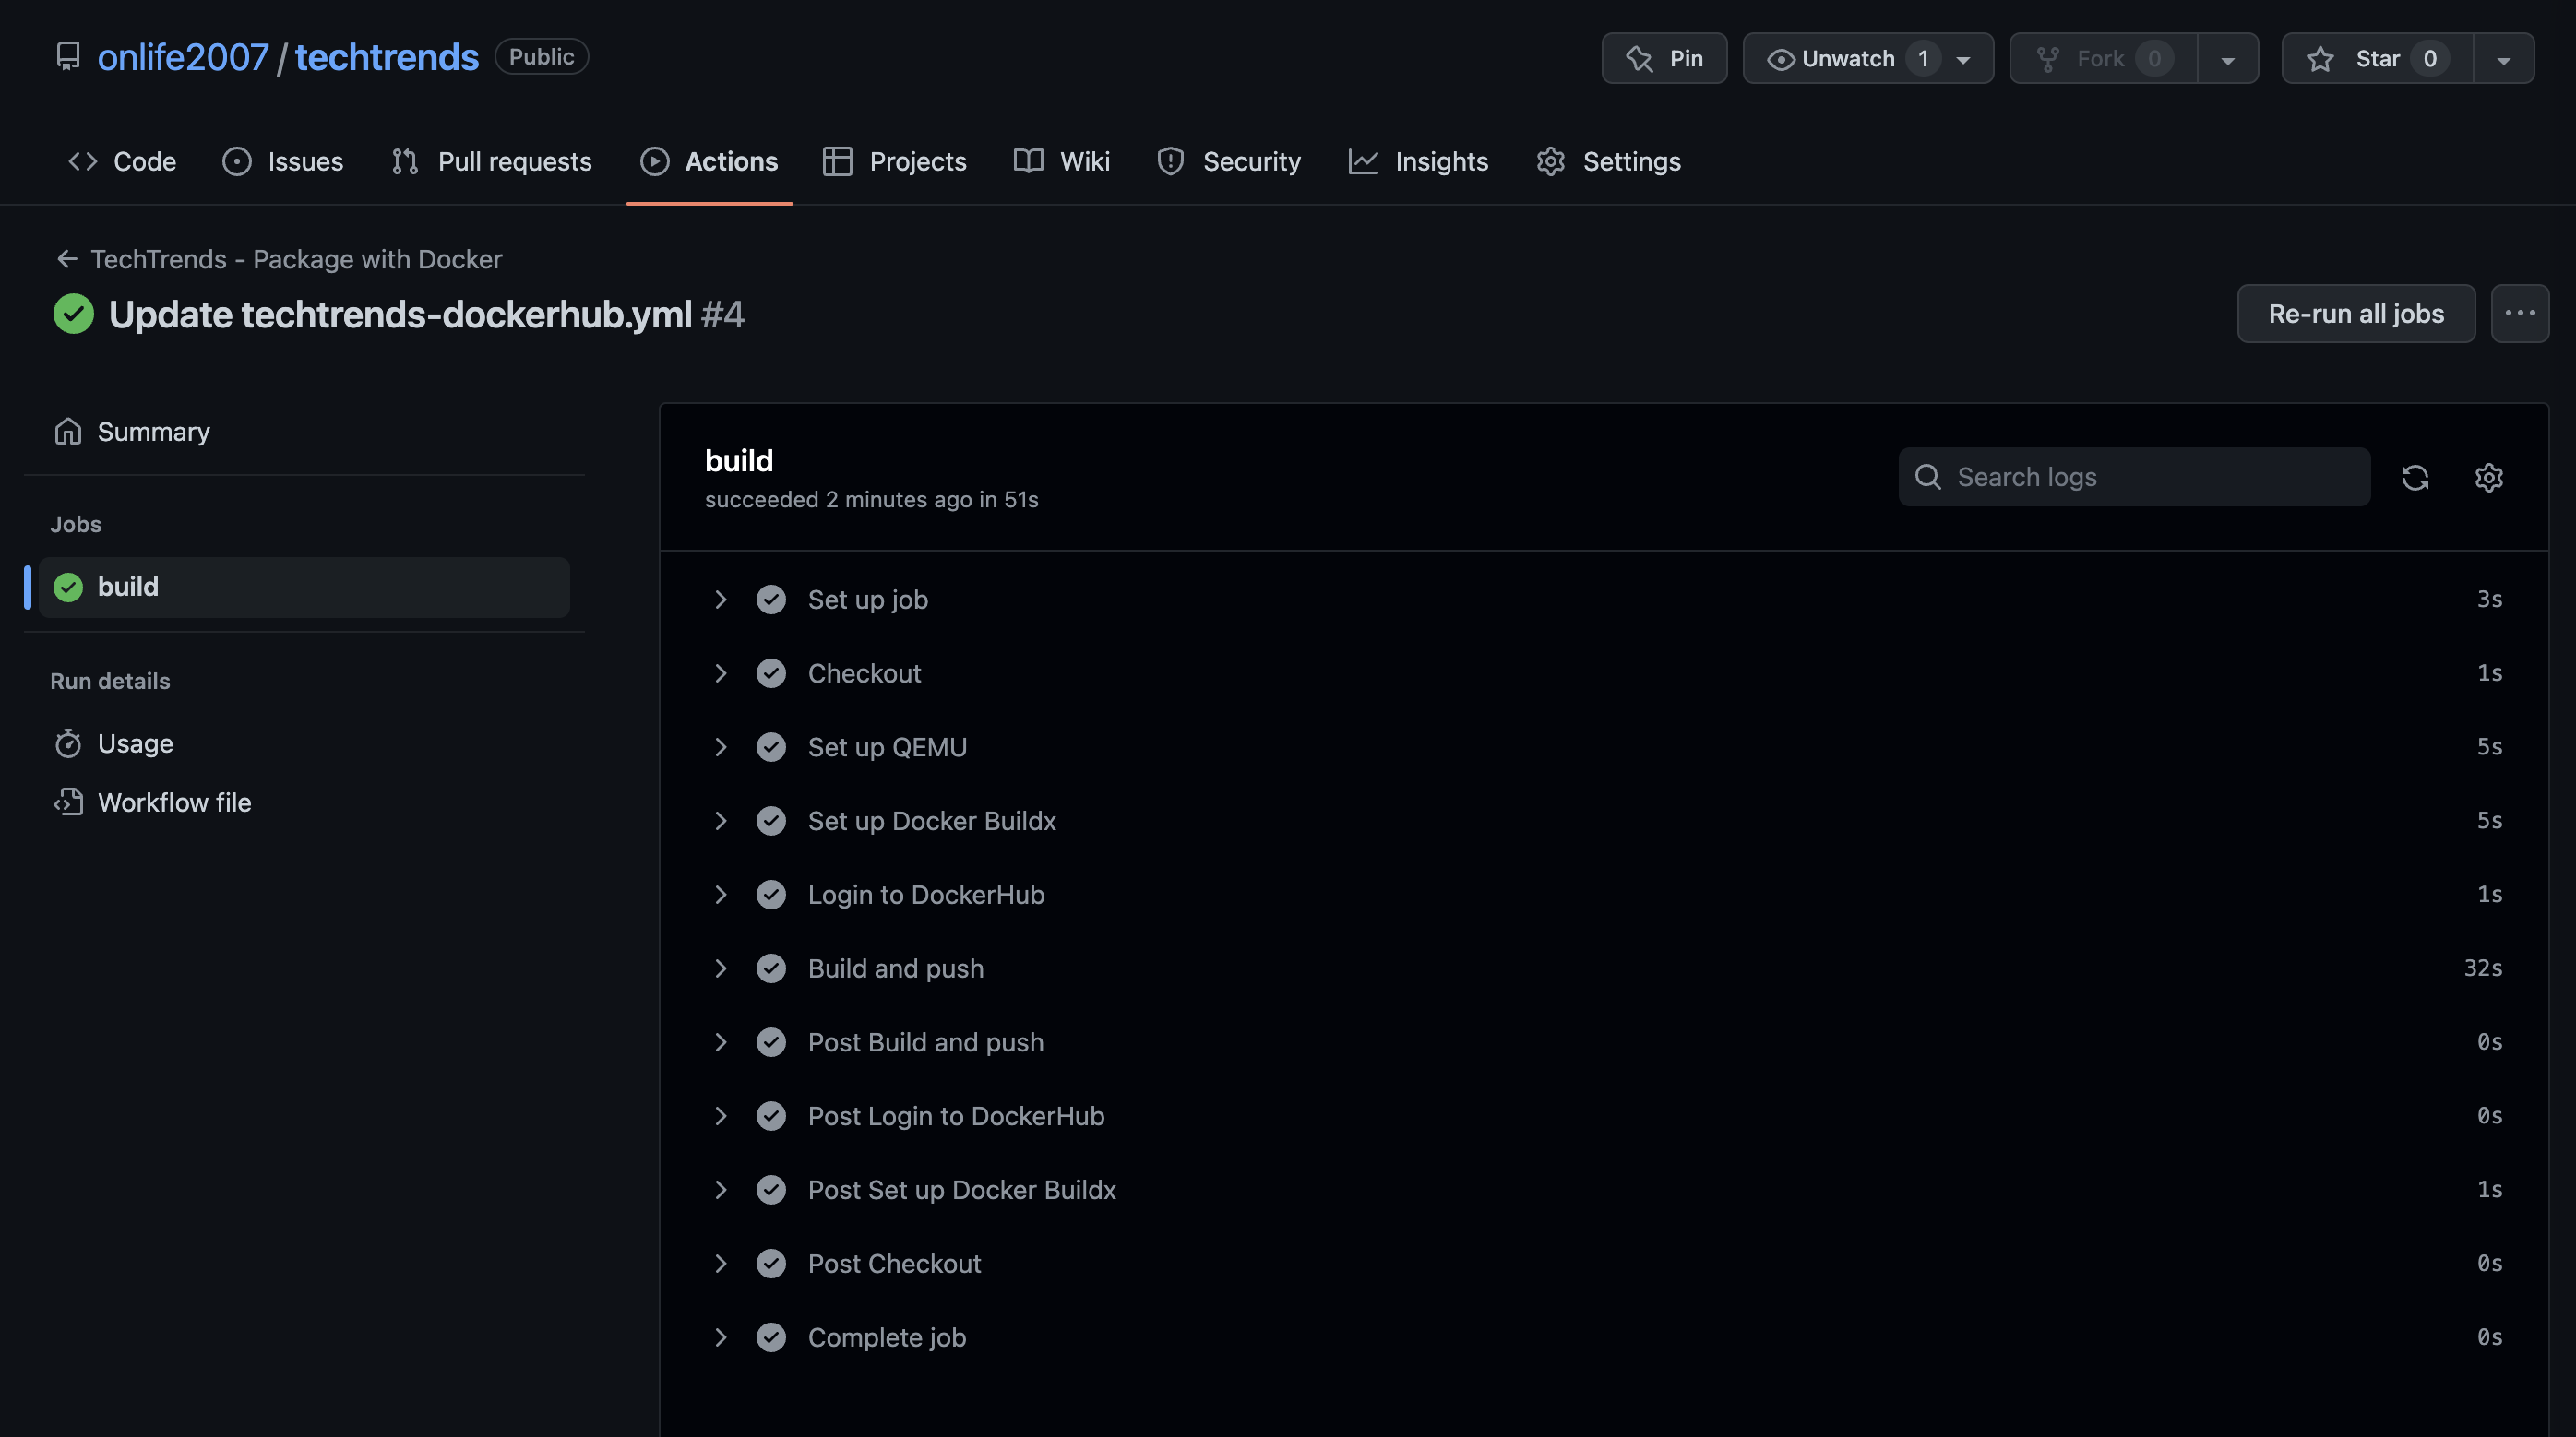 onlife2007 / techtrends Public
Pin Unwatch 1 Fork 0 Star 0
Code Issues Pull requests Actions Projects Wiki Security Insights Settings
TechTrends - Package with Docker
Update techtrends-dockerhub.yml #4
Re-run all jobs
Summary
Jobs
build
Run details
Usage
Workflow file
build
succeeded 2 minutes ago in 51s
Search logs
Set up job 3s
Checkout 1s
Set up QEMU 5s
Set up Docker Buildx 5s
Login to DockerHub 1s
Build and push 32s
Post Build and push 0s
Post Login to DockerHub 0s
Post Set up Docker Buildx 1s
Post Checkout 0s
Complete job 0s